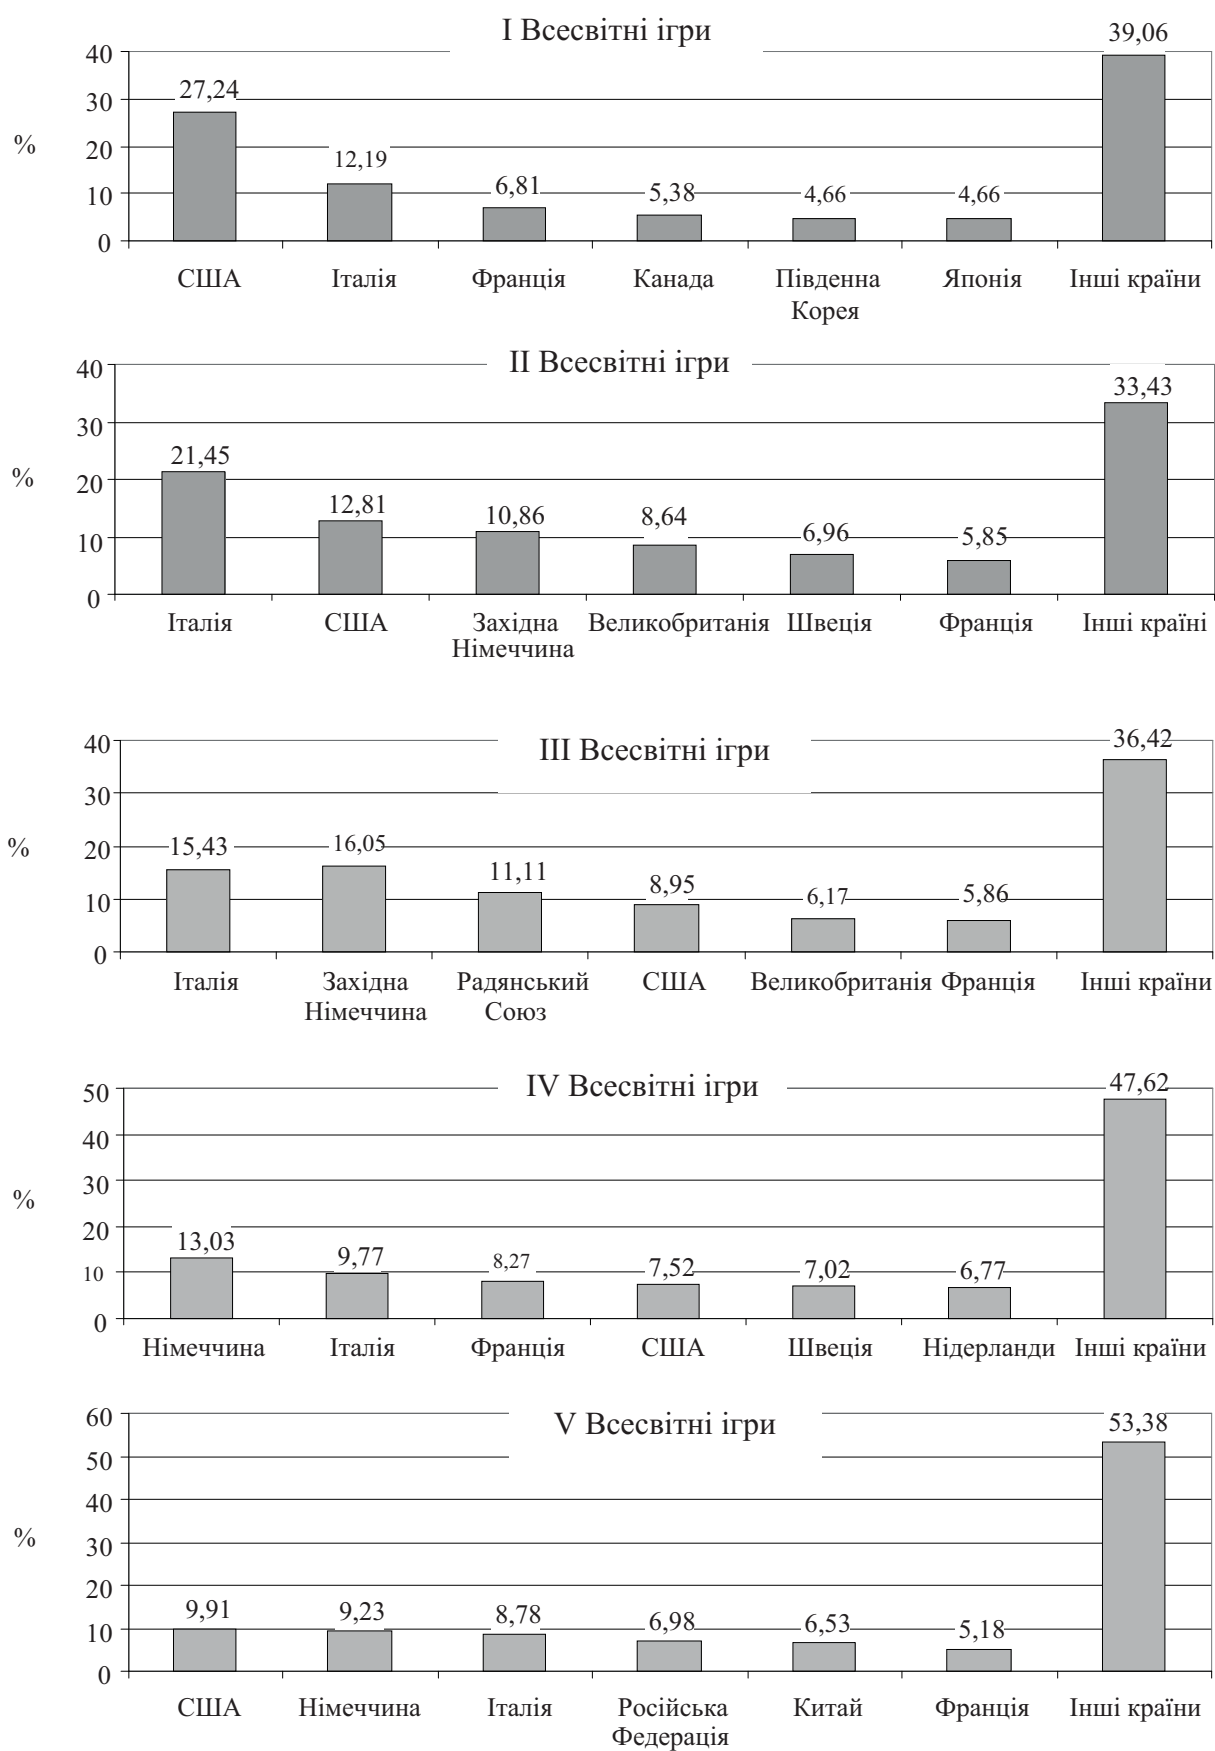 I Всесвітні ігри
39,06
40
27,24
30
%
20
12,19
6,81
5,38
4,66
4,66
10
0
США
Італія
Франція
Канада
Південна
Корея
Японія
Інші країни
II Всесвітні ігри
40
33,43
30
21,45
%
20
12,81
10,86
8,64
6,96
5,85
10
0
Італія
США
Західна
Німеччина
Великобританія
Швеція
Франція
Інші країні
III Всесвітні ігри
40
36,42
30
%
20
15,43
16,05
11,11
8,95
6,17
5,86
10
0
Італія
Західна
Німеччина
Радянський
Союз
США
Великобританія
Франція
Інші країни
IV Всесвітні ігри
50
47,62
40
30
%
20
13,03
9,77
8,27
7,52
7,02
6,77
10
0
Німеччина
Італія
Франція
США
Швеція
Нідерланди
Інші країни
V Всесвітні ігри
60
53,38
50
40
%
30
20
9,91
9,23
8,78
6,98
6,53
5,18
10
0
США
Німеччина
Італія
Російська
Федерація
Китай
Франція
Інші країни